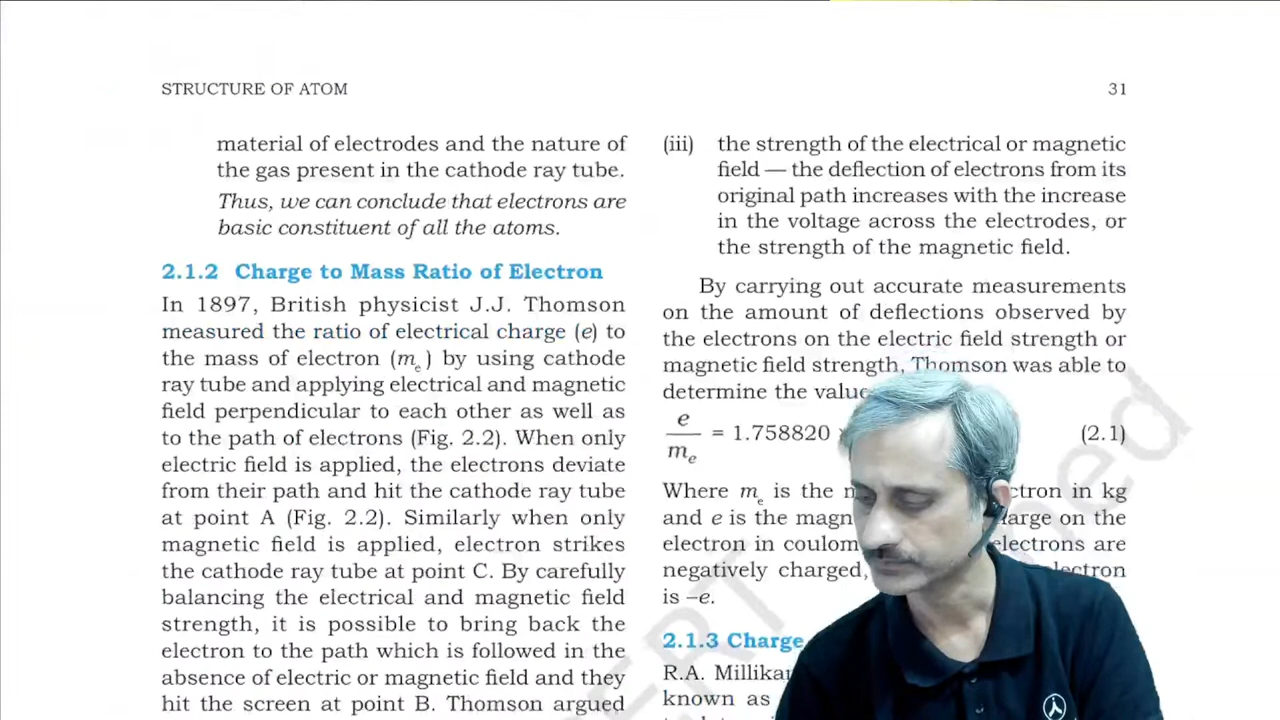 STRUCTURE OF ATOM
31
material of electrodes and the nature of
the gas present in the cathode ray tube.
Thus, we can conclude that electrons are
basic constituent of all the atoms.
2.1.2 Charge to Mass Ratio of Electron
In 1897, British physicist J.J. Thomson
measured the ratio of electrical charge (e) to
the mass of electron (mₑ) by using cathode
ray tube and applying electrical and magnetic
field perpendicular to each other as well as
to the path of electrons (Fig. 2.2). When only
electric field is applied, the electrons deviate
from their path and hit the cathode ray tube
at point A (Fig. 2.2). Similarly when only
magnetic field is applied, electron strikes
the cathode ray tube at point C. By carefully
balancing the electrical and magnetic field
strength, it is possible to bring back the
electron to the path which is followed in the
absence of electric or magnetic field and they
hit the screen at point B. Thomson argued
(iii) the strength of the electrical or magnetic
field — the deflection of electrons from its
original path increases with the increase
in the voltage across the electrodes, or
the strength of the magnetic field.
By carrying out accurate measurements
on the amount of deflections observed by
the electrons on the electric field strength or
magnetic field strength, Thomson was able to
determine the value
e
= 1.758820
(2.1)
mₑ
Where mₑ is the in kg
and e is the on the
electron in electrons are
negatively charged,
is –e.
2.1.3 Charge
R.A.
known as